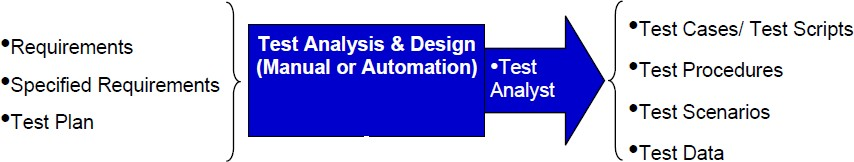 •Requirements
•Specified Requirements
•Test Plan
Test Analysis & Design
(Manual or Automation)
•Test
Analyst
•Test Cases/ Test Scripts
•Test Procedures
•Test Scenarios
•Test Data